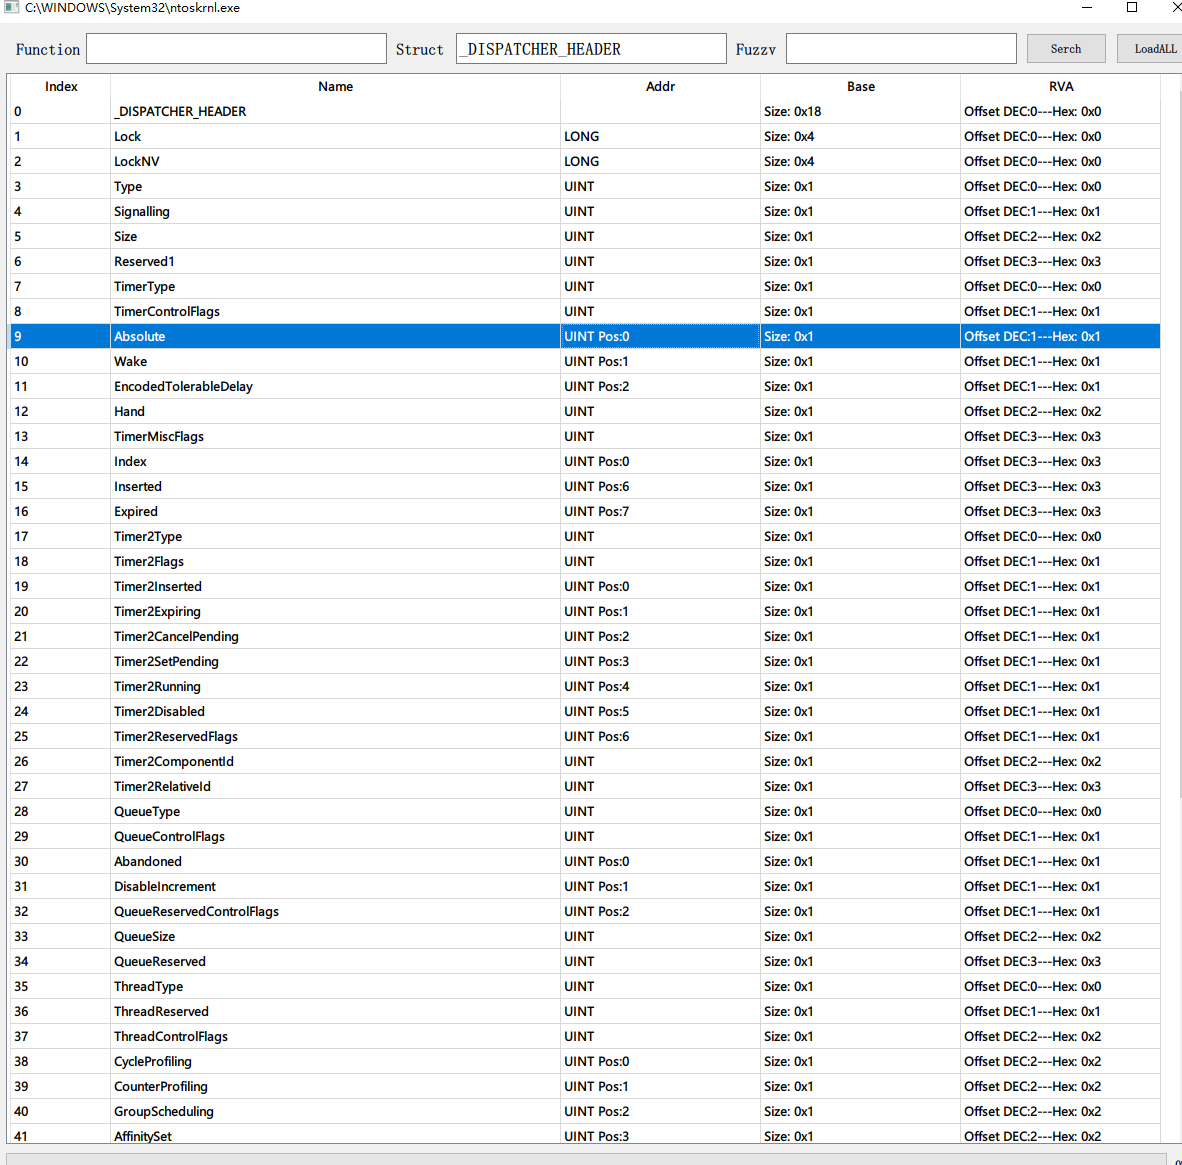 C:\WINDOWS\System32\ntoskrnl.exe
Function Struct _DISPATCHER_HEADER Fuzzv Serch LoadALL
Index Name Addr Base RVA
0 _DISPATCHER_HEADER Size: 0x18 Offset DEC:0---Hex: 0x0
1 Lock LONG Size: 0x4 Offset DEC:0---Hex: 0x0
2 LockNV LONG Size: 0x4 Offset DEC:0---Hex: 0x0
3 Type UINT Size: 0x1 Offset DEC:0---Hex: 0x0
4 Signalling UINT Size: 0x1 Offset DEC:1---Hex: 0x1
5 Size UINT Size: 0x1 Offset DEC:2---Hex: 0x2
6 Reserved1 UINT Size: 0x1 Offset DEC:3---Hex: 0x3
7 TimerType UINT Size: 0x1 Offset DEC:0---Hex: 0x0
8 TimerControlFlags UINT Size: 0x1 Offset DEC:1---Hex: 0x1
9 Absolute UINT Pos:0 Size: 0x1 Offset DEC:1---Hex: 0x1
10 Wake UINT Pos:1 Size: 0x1 Offset DEC:1---Hex: 0x1
11 EncodedTolerableDelay UINT Pos:2 Size: 0x1 Offset DEC:1---Hex: 0x1
12 Hand UINT Size: 0x1 Offset DEC:2---Hex: 0x2
13 TimerMiscFlags UINT Size: 0x1 Offset DEC:3---Hex: 0x3
14 Index UINT Pos:0 Size: 0x1 Offset DEC:3---Hex: 0x3
15 Inserted UINT Pos:6 Size: 0x1 Offset DEC:3---Hex: 0x3
16 Expired UINT Pos:7 Size: 0x1 Offset DEC:3---Hex: 0x3
17 Timer2Type UINT Size: 0x1 Offset DEC:0---Hex: 0x0
18 Timer2Flags UINT Size: 0x1 Offset DEC:1---Hex: 0x1
19 Timer2Inserted UINT Pos:0 Size: 0x1 Offset DEC:1---Hex: 0x1
20 Timer2Expiring UINT Pos:1 Size: 0x1 Offset DEC:1---Hex: 0x1
21 Timer2CancelPending UINT Pos:2 Size: 0x1 Offset DEC:1---Hex: 0x1
22 Timer2SetPending UINT Pos:3 Size: 0x1 Offset DEC:1---Hex: 0x1
23 Timer2Running UINT Pos:4 Size: 0x1 Offset DEC:1---Hex: 0x1
24 Timer2Disabled UINT Pos:5 Size: 0x1 Offset DEC:1---Hex: 0x1
25 Timer2ReservedFlags UINT Pos:6 Size: 0x1 Offset DEC:1---Hex: 0x1
26 Timer2ComponentId UINT Size: 0x1 Offset DEC:2---Hex: 0x2
27 Timer2RelativeId UINT Size: 0x1 Offset DEC:3---Hex: 0x3
28 QueueType UINT Size: 0x1 Offset DEC:0---Hex: 0x0
29 QueueControlFlags UINT Size: 0x1 Offset DEC:1---Hex: 0x1
30 Abandoned UINT Pos:0 Size: 0x1 Offset DEC:1---Hex: 0x1
31 DisableIncrement UINT Pos:1 Size: 0x1 Offset DEC:1---Hex: 0x1
32 QueueReservedControlFlags UINT Pos:2 Size: 0x1 Offset DEC:1---Hex: 0x1
33 QueueSize UINT Size: 0x1 Offset DEC:2---Hex: 0x2
34 QueueReserved UINT Size: 0x1 Offset DEC:3---Hex: 0x3
35 ThreadType UINT Size: 0x1 Offset DEC:0---Hex: 0x0
36 ThreadReserved UINT Size: 0x1 Offset DEC:1---Hex: 0x1
37 ThreadControlFlags UINT Size: 0x1 Offset DEC:2---Hex: 0x2
38 CycleProfiling UINT Pos:0 Size: 0x1 Offset DEC:2---Hex: 0x2
39 CounterProfiling UINT Pos:1 Size: 0x1 Offset DEC:2---Hex: 0x2
40 GroupScheduling UINT Pos:2 Size: 0x1 Offset DEC:2---Hex: 0x2
41 AffinitySet UINT Pos:3 Size: 0x1 Offset DEC:2---Hex: 0x2